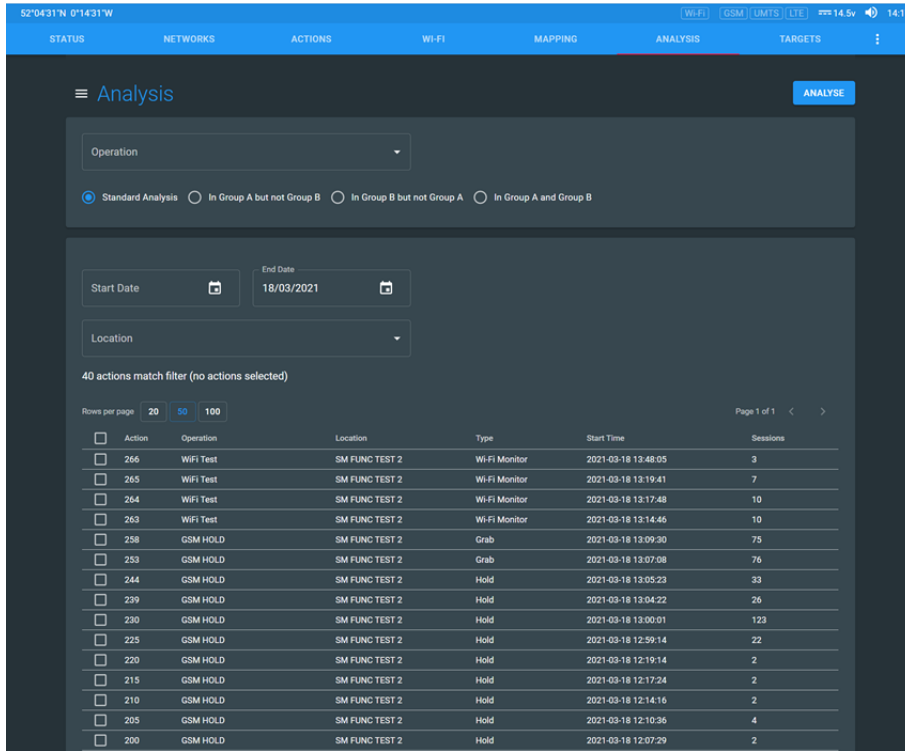 52°04'31"N 0°14'31"W Wi-Fi GSM UMTS LTE 14.5v 14:1
STATUS NETWORKS ACTIONS WI-FI MAPPING ANALYSIS TARGETS
Analysis ANALYSE
Operation
Standard Analysis In Group A but not Group B In Group B but not Group A In Group A and Group B
End Date
Start Date 18/03/2021
Location
40 actions match filter (no actions selected)
Rows per page 20 50 100 Page 1 of 1
Action Operation Location Type Start Time Sessions
266 WiFi Test SM FUNC TEST 2 Wi-Fi Monitor 2021-03-18 13:48:05 3
265 WiFi Test SM FUNC TEST 2 Wi-Fi Monitor 2021-03-18 13:19:41 7
264 WiFi Test SM FUNC TEST 2 Wi-Fi Monitor 2021-03-18 13:17:48 10
263 WiFi Test SM FUNC TEST 2 Wi-Fi Monitor 2021-03-18 13:14:46 10
258 GSM HOLD SM FUNC TEST 2 Grab 2021-03-18 13:09:30 75
253 GSM HOLD SM FUNC TEST 2 Grab 2021-03-18 13:07:08 76
244 GSM HOLD SM FUNC TEST 2 Hold 2021-03-18 13:05:23 33
239 GSM HOLD SM FUNC TEST 2 Hold 2021-03-18 13:04:22 26
230 GSM HOLD SM FUNC TEST 2 Hold 2021-03-18 13:00:01 123
225 GSM HOLD SM FUNC TEST 2 Hold 2021-03-18 12:59:14 22
220 GSM HOLD SM FUNC TEST 2 Hold 2021-03-18 12:19:14 2
215 GSM HOLD SM FUNC TEST 2 Hold 2021-03-18 12:17:24 2
210 GSM HOLD SM FUNC TEST 2 Hold 2021-03-18 12:14:16 2
205 GSM HOLD SM FUNC TEST 2 Hold 2021-03-18 12:10:36 4
200 GSM HOLD SM FUNC TEST 2 Hold 2021-03-18 12:07:29 2